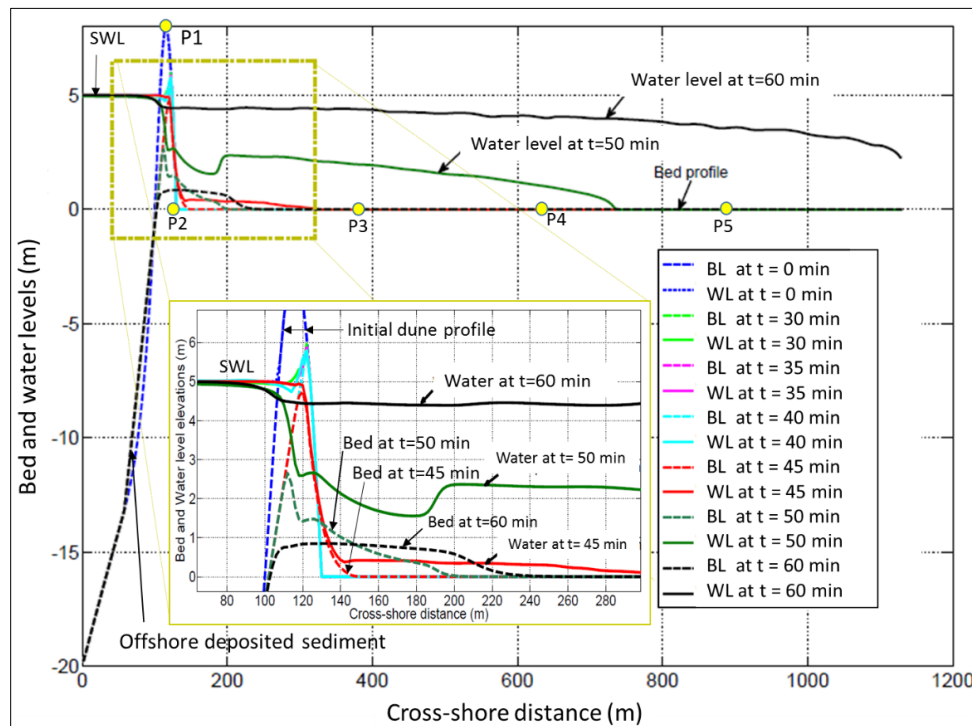 SWL
P1
Water level at t=60 min
Water level at t=50 min
Bed profile
P2
P3
P4
P5
5
0
-5
-10
-15
-20
Bed and water levels (m)
BL at t = 0 min
WL at t = 0 min
BL at t = 30 min
WL at t = 30 min
BL at t = 35 min
WL at t = 35 min
BL at t = 40 min
WL at t = 40 min
BL at t = 45 min
WL at t = 45 min
BL at t = 50 min
WL at t = 50 min
BL at t = 60 min
WL at t = 60 min
Initial dune profile
SWL
Water at t=60 min
Bed at t=50 min
Bed at t=45 min
Water at t= 50 min
Bed at t=60 min
Water at t= 45 min
6
5
4
3
2
1
0
Bed and Water level elevations (m)
80 100 120 140 160 180 200 220 240 260 280
Cross-shore distance (m)
Offshore deposited sediment
0 200 400 600 800 1000 1200
Cross-shore distance (m)